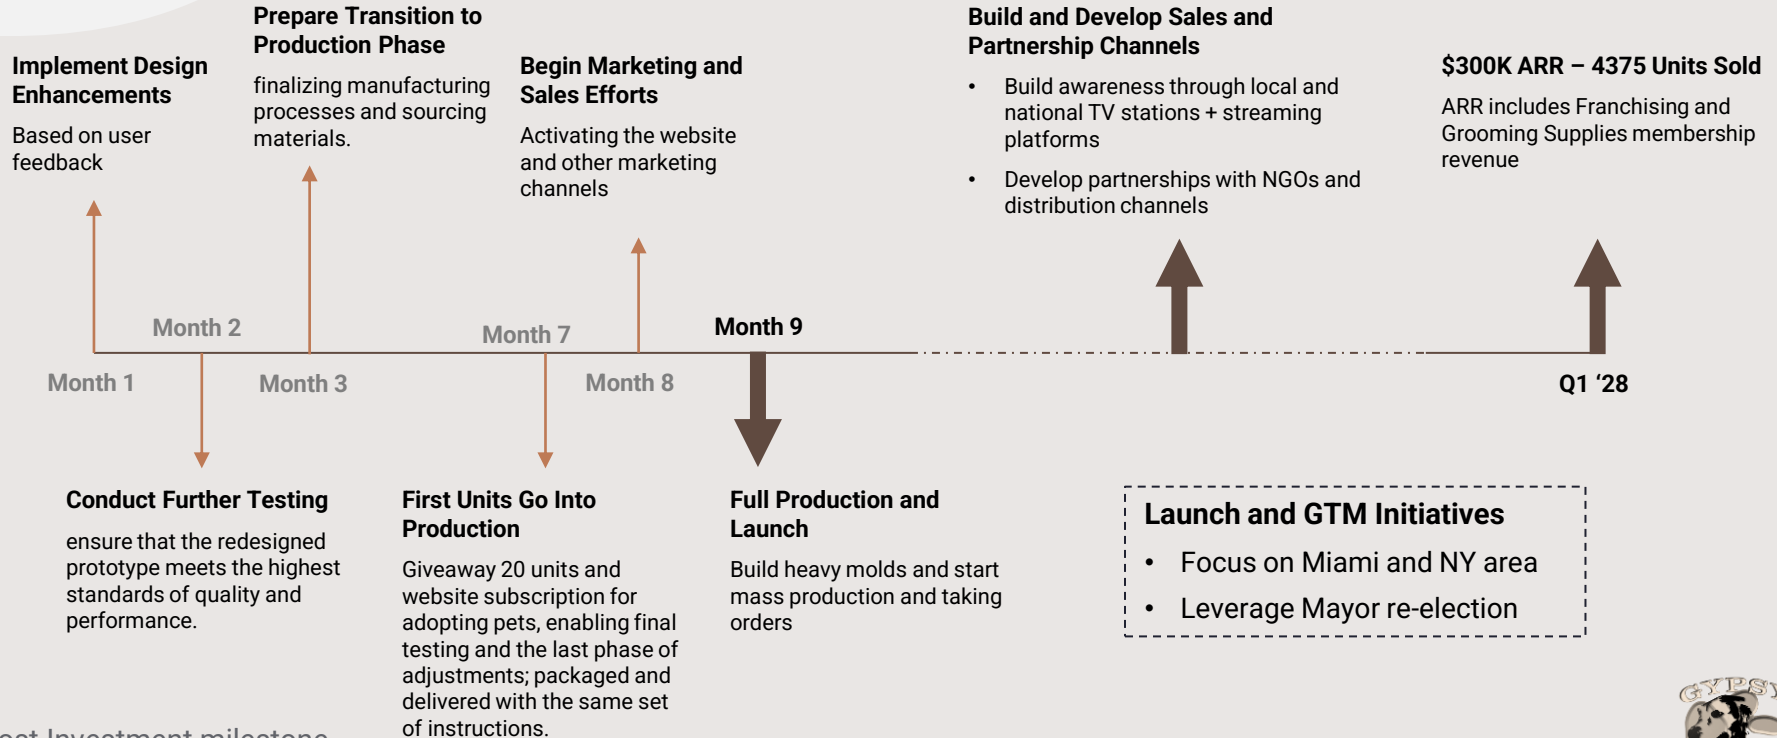 Implement Design
Enhancements
Based on user
feedback
Prepare Transition to
Production Phase
finalizing manufacturing
processes and sourcing
materials.
Begin Marketing and
Sales Efforts
Activating the website
and other marketing
channels
Build and Develop Sales and
Partnership Channels
• Build awareness through local and
national TV stations + streaming
platforms
• Develop partnerships with NGOs and
distribution channels
$300K ARR – 4375 Units Sold
ARR includes Franchising and
Grooming Supplies membership
revenue
Month 1
Month 2
Month 3
Month 7
Month 8
Month 9
Q1 ‘28
Conduct Further Testing
ensure that the redesigned
prototype meets the highest
standards of quality and
performance.
First Units Go Into
Production
Giveaway 20 units and
website subscription for
adopting pets, enabling final
testing and the last phase of
adjustments; packaged and
delivered with the same set
of instructions.
Full Production and
Launch
Build heavy molds and start
mass production and taking
orders
Launch and GTM Initiatives
• Focus on Miami and NY area
• Leverage Mayor re-election
Investment milestone
GYPSY